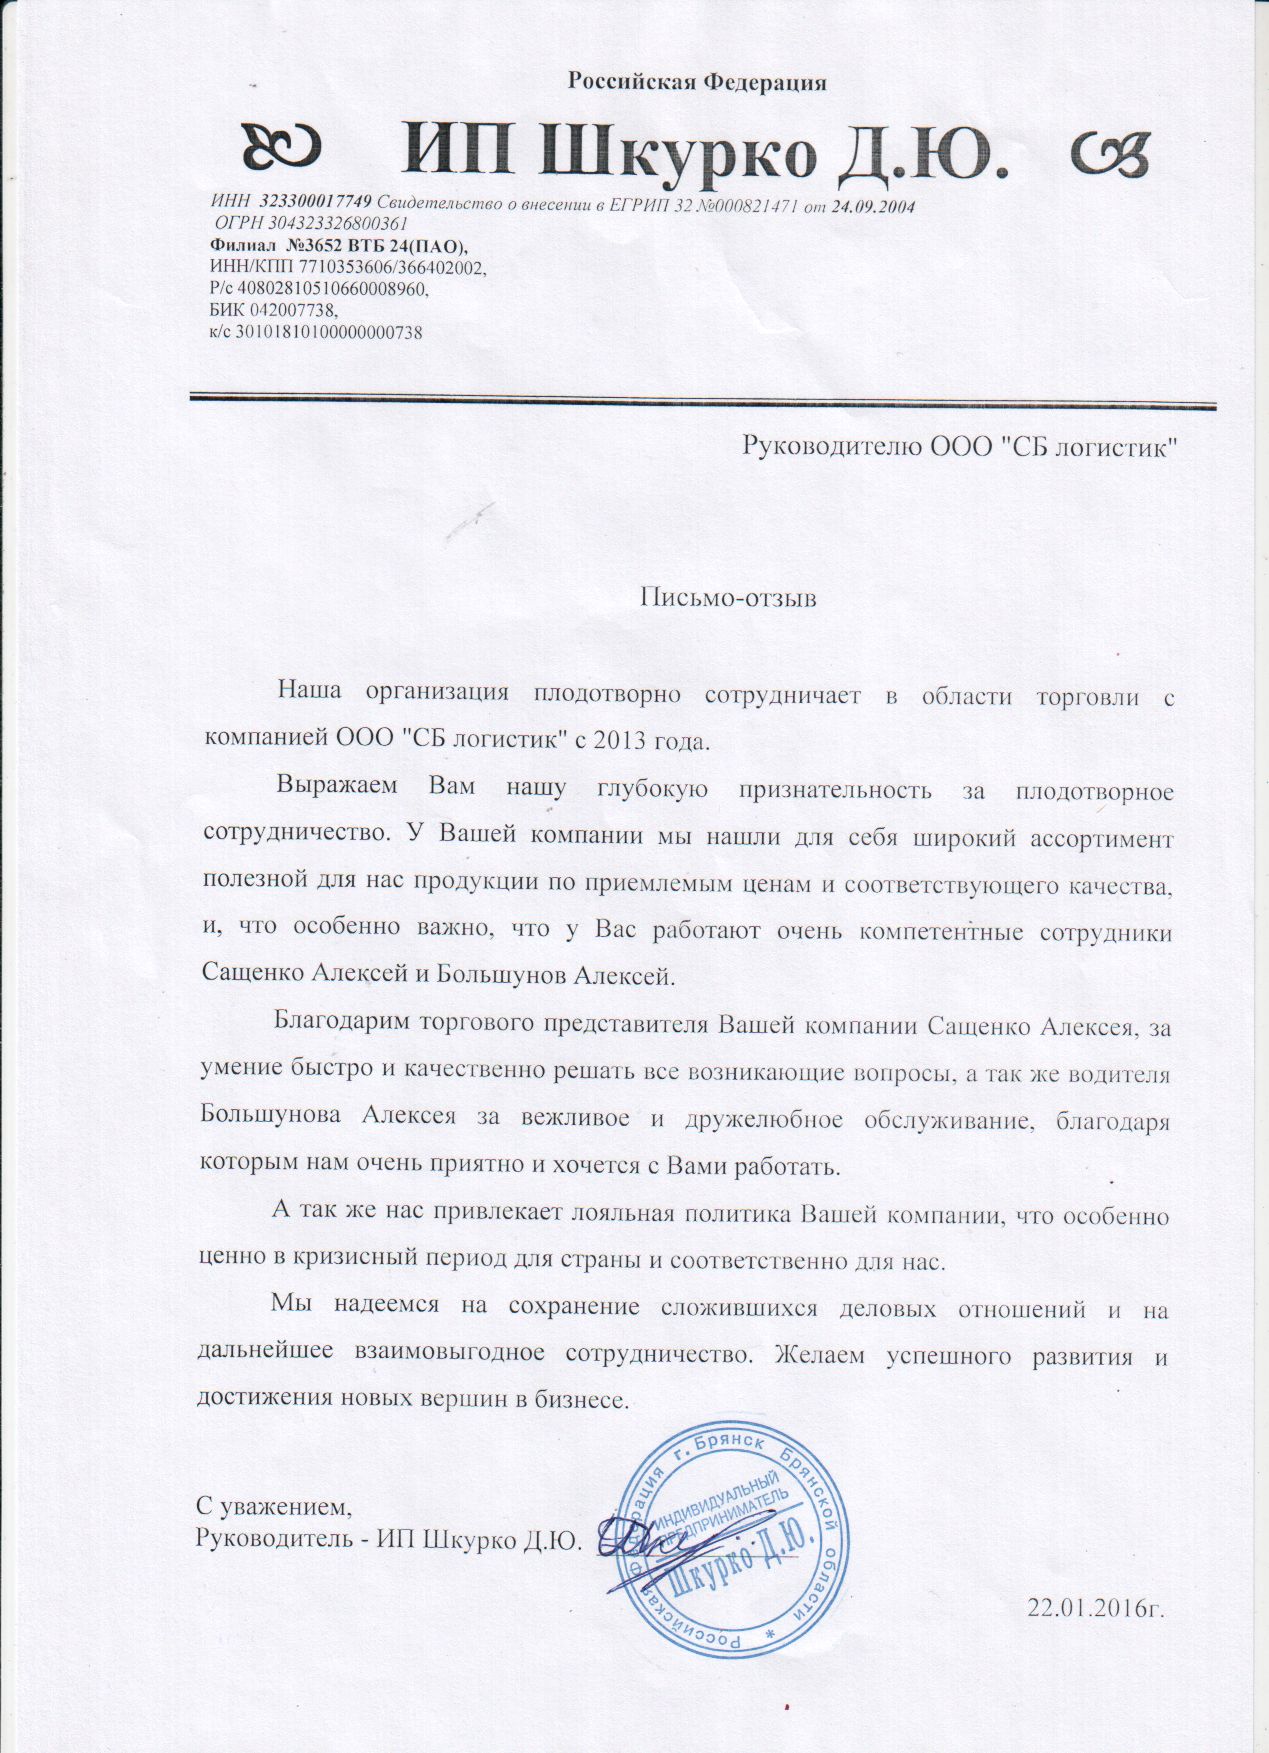 Российская Федерация
ИП Шкурко Д.Ю.
ИНН 323300017749 Свидетельство о внесении в ЕГРИП 32 №000821471 от 24.09.2004
ОГРН 304323326800361
Филиал №3652 ВТБ 24(ПАО),
ИНН/КПП 7710353606/366402002,
Р/с 40802810510660008960,
БИК 042007738,
к/с 30101810100000000738
Руководителю ООО "СБ логистик"
Письмо-отзыв
Наша организация плодотворно сотрудничает в области торговли с
компанией ООО "СБ логистик" с 2013 года.
Выражаем Вам нашу глубокую признательность за плодотворное
сотрудничество. У Вашей компании мы нашли для себя широкий ассортимент
полезной для нас продукции по приемлемым ценам и соответствующего качества,
и, что особенно важно, что у Вас работают очень компетентные сотрудники
Сащенко Алексей и Большунов Алексей.
Благодарим торгового представителя Вашей компании Сащенко Алексея, за
умение быстро и качественно решать все возникающие вопросы, а так же водителя
Большунова Алексея за вежливое и дружелюбное обслуживание, благодаря
которым нам очень приятно и хочется с Вами работать.
А так же нас привлекает лояльная политика Вашей компании, что особенно
ценно в кризисный период для страны и соответственно для нас.
Мы надеемся на сохранение сложившихся деловых отношений и на
дальнейшее взаимовыгодное сотрудничество. Желаем успешного развития и
достижения новых вершин в бизнесе.
С уважением,
Руководитель - ИП Шкурко Д.Ю.
Российская Федерация г. Брянск Брянской области *
ИНДИВИДУАЛЬНЫЙ
ПРЕДПРИНИМАТЕЛЬ
Шкурко Д.Ю.
22.01.2016г.